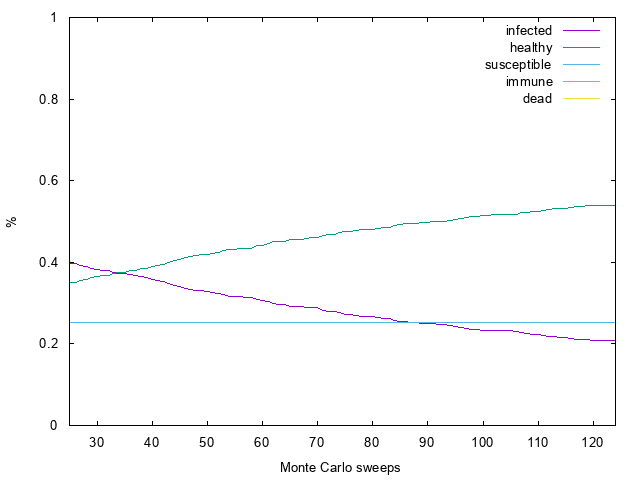 1
infected
healthy
susceptible
immune
dead
0.8
0.6
%
0.4
0.2
0
30 40 50 60 70 80 90 100 110 120
Monte Carlo sweeps